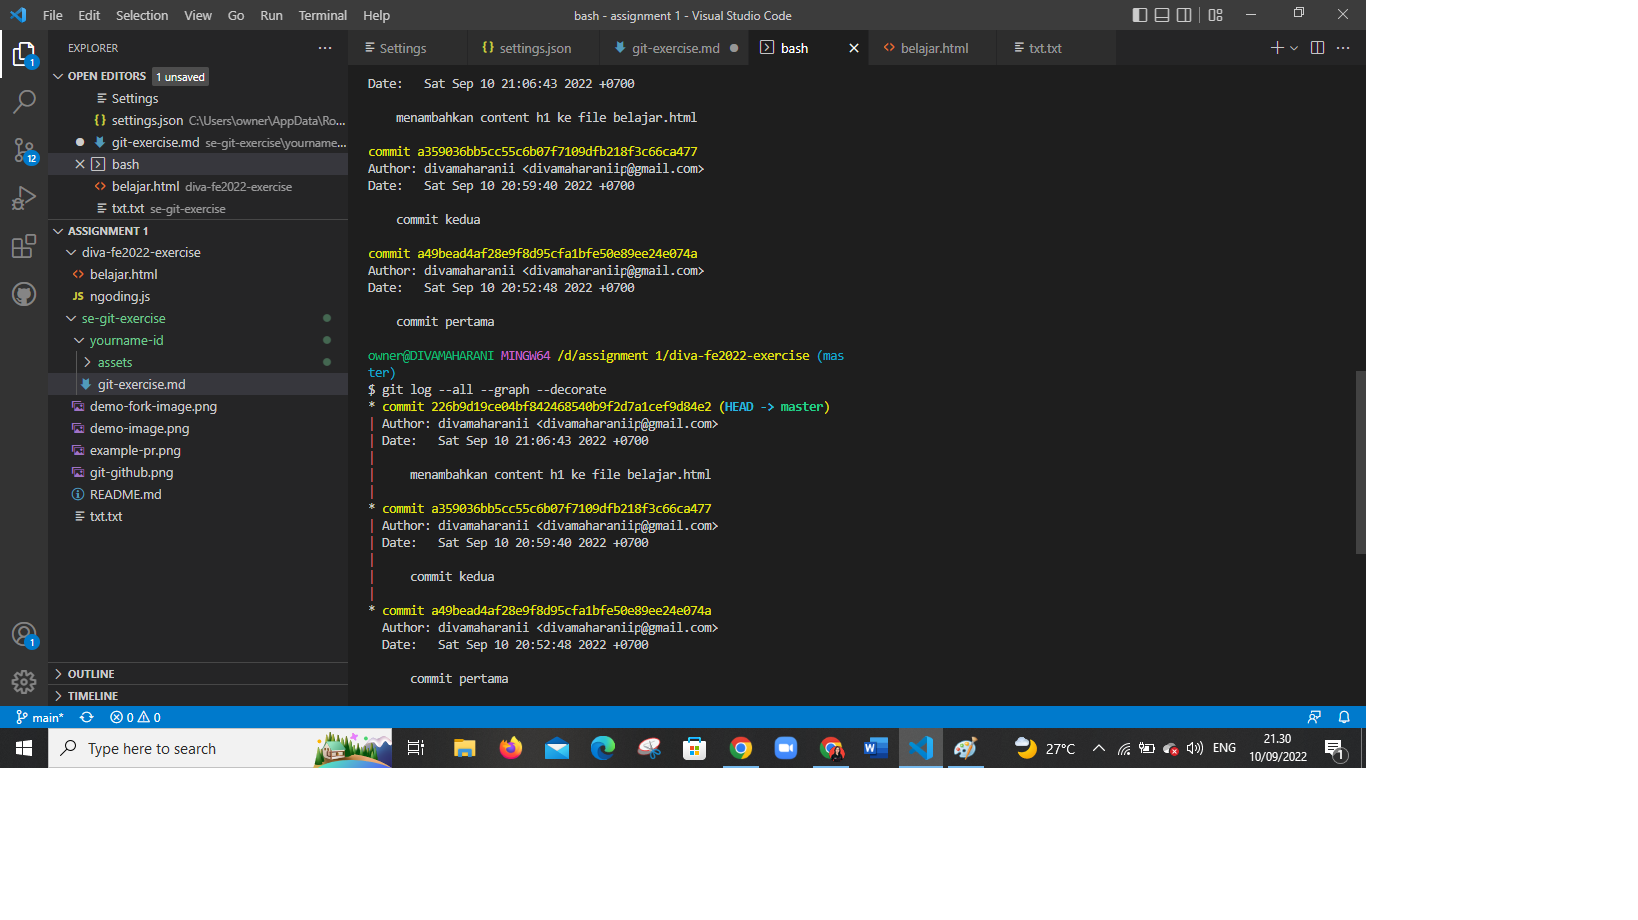 File Edit Selection View Go Run Terminal Help
bash - assignment 1 - Visual Studio Code
EXPLORER
Settings
settings.json
git-exercise.md
bash
belajar.html
txt.txt
OPEN EDITORS 1 unsaved
Settings
settings.json C:\Users\owner\AppData\Ro...
git-exercise.md se-git-exercise\yourname...
bash
belajar.html diva-fe2022-exercise
txt.txt se-git-exercise
ASSIGNMENT 1
diva-fe2022-exercise
belajar.html
JS ngoding.js
se-git-exercise
yourname-id
assets
git-exercise.md
demo-fork-image.png
demo-image.png
example-pr.png
git-github.png
README.md
txt.txt
OUTLINE
TIMELINE
1
12
1
Date:   Sat Sep 10 21:06:43 2022 +0700
menambahkan content h1 ke file belajar.html
commit a359036bb5cc55c6b07f7109dfb218f3c66ca477
Author: divamaharanii <divamaharaniip@gmail.com>
Date:   Sat Sep 10 20:59:40 2022 +0700
commit kedua
commit a49bead4af28e9f8d95cfa1bfe50e89ee24e074a
Author: divamaharanii <divamaharaniip@gmail.com>
Date:   Sat Sep 10 20:52:48 2022 +0700
commit pertama
owner@DIVAMAHARANI MINGW64 /d/assignment 1/diva-fe2022-exercise (mas
ter)
$ git log --all --graph --decorate
* commit 226b9d19ce04bf842468540b9f2d7a1cef9d84e2 (HEAD -> master)
| Author: divamaharanii <divamaharaniip@gmail.com>
| Date:   Sat Sep 10 21:06:43 2022 +0700
|
|     menambahkan content h1 ke file belajar.html
|
* commit a359036bb5cc55c6b07f7109dfb218f3c66ca477
| Author: divamaharanii <divamaharaniip@gmail.com>
| Date:   Sat Sep 10 20:59:40 2022 +0700
|
|     commit kedua
|
* commit a49bead4af28e9f8d95cfa1bfe50e89ee24e074a
Author: divamaharanii <divamaharaniip@gmail.com>
Date:   Sat Sep 10 20:52:48 2022 +0700
commit pertama
main* 0 0
Type here to search
27°C
ENG
21.30
10/09/2022
1